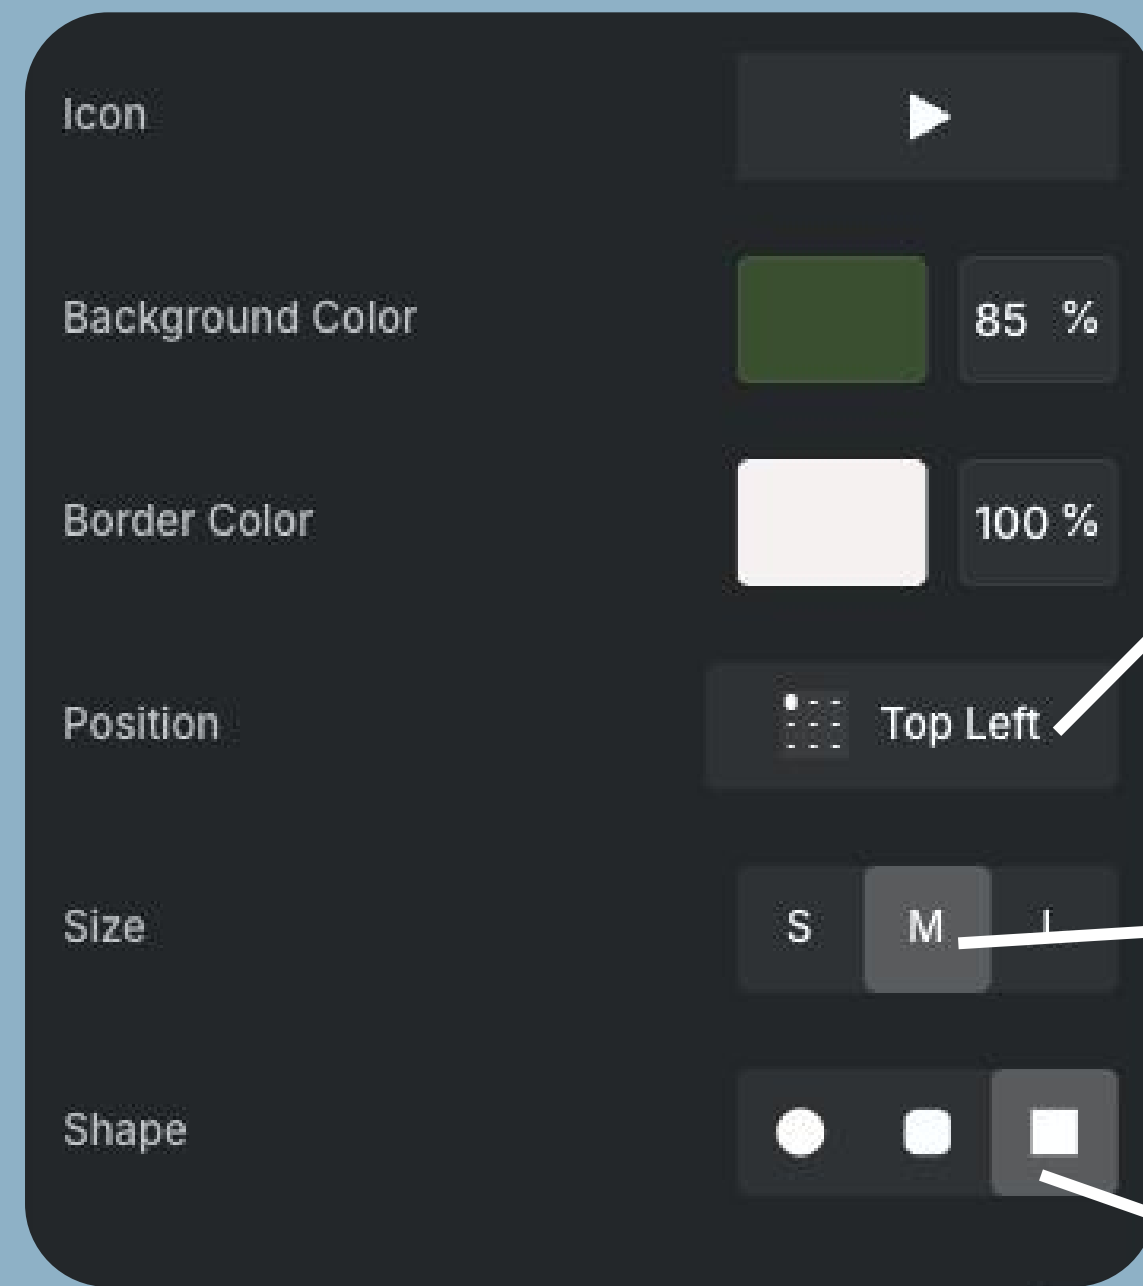 Icon
Background Color 85 %
Border Color 100 %
Position Top Left
Size S M
Shape